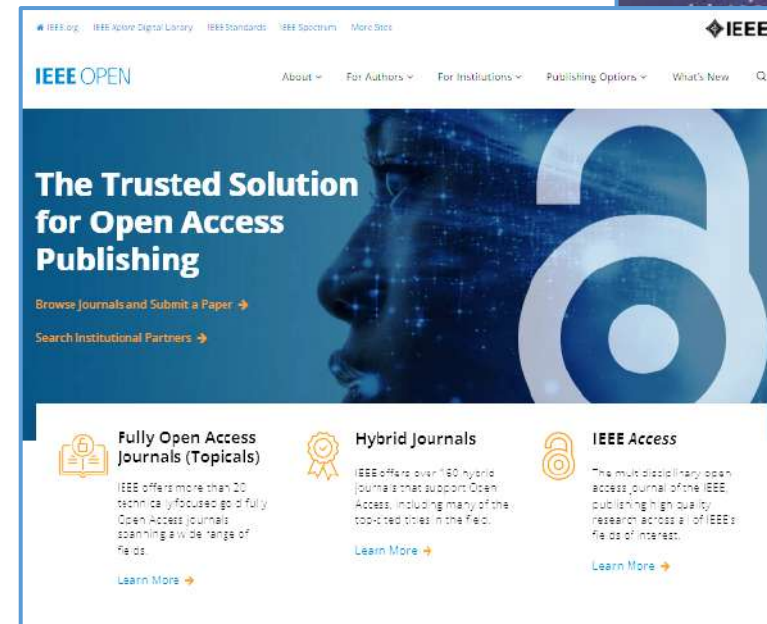 IEEE.org IEEE Xplore Digital Library IEEE Standards IEEE Spectrum More Sites
IEEE
IEEE OPEN
About For Authors For Institutions Publishing Options What's New
The Trusted Solution
for Open Access
Publishing
Browse Journals and Submit a Paper →
Search Institutional Partners →
Fully Open Access
Journals (Topicals)
IEEE offers more than 20
technically focused gold fully
Open Access journals
spanning a wide range of
fields.
Learn More →
Hybrid Journals
IEEE offers over 160 hybrid
journals that support Open
Access, including many of the
top-cited titles in the field.
Learn More →
IEEE Access
The multidisciplinary open
access journal of the IEEE,
publishing high quality
research across all of IEEE's
fields of interest.
Learn More →